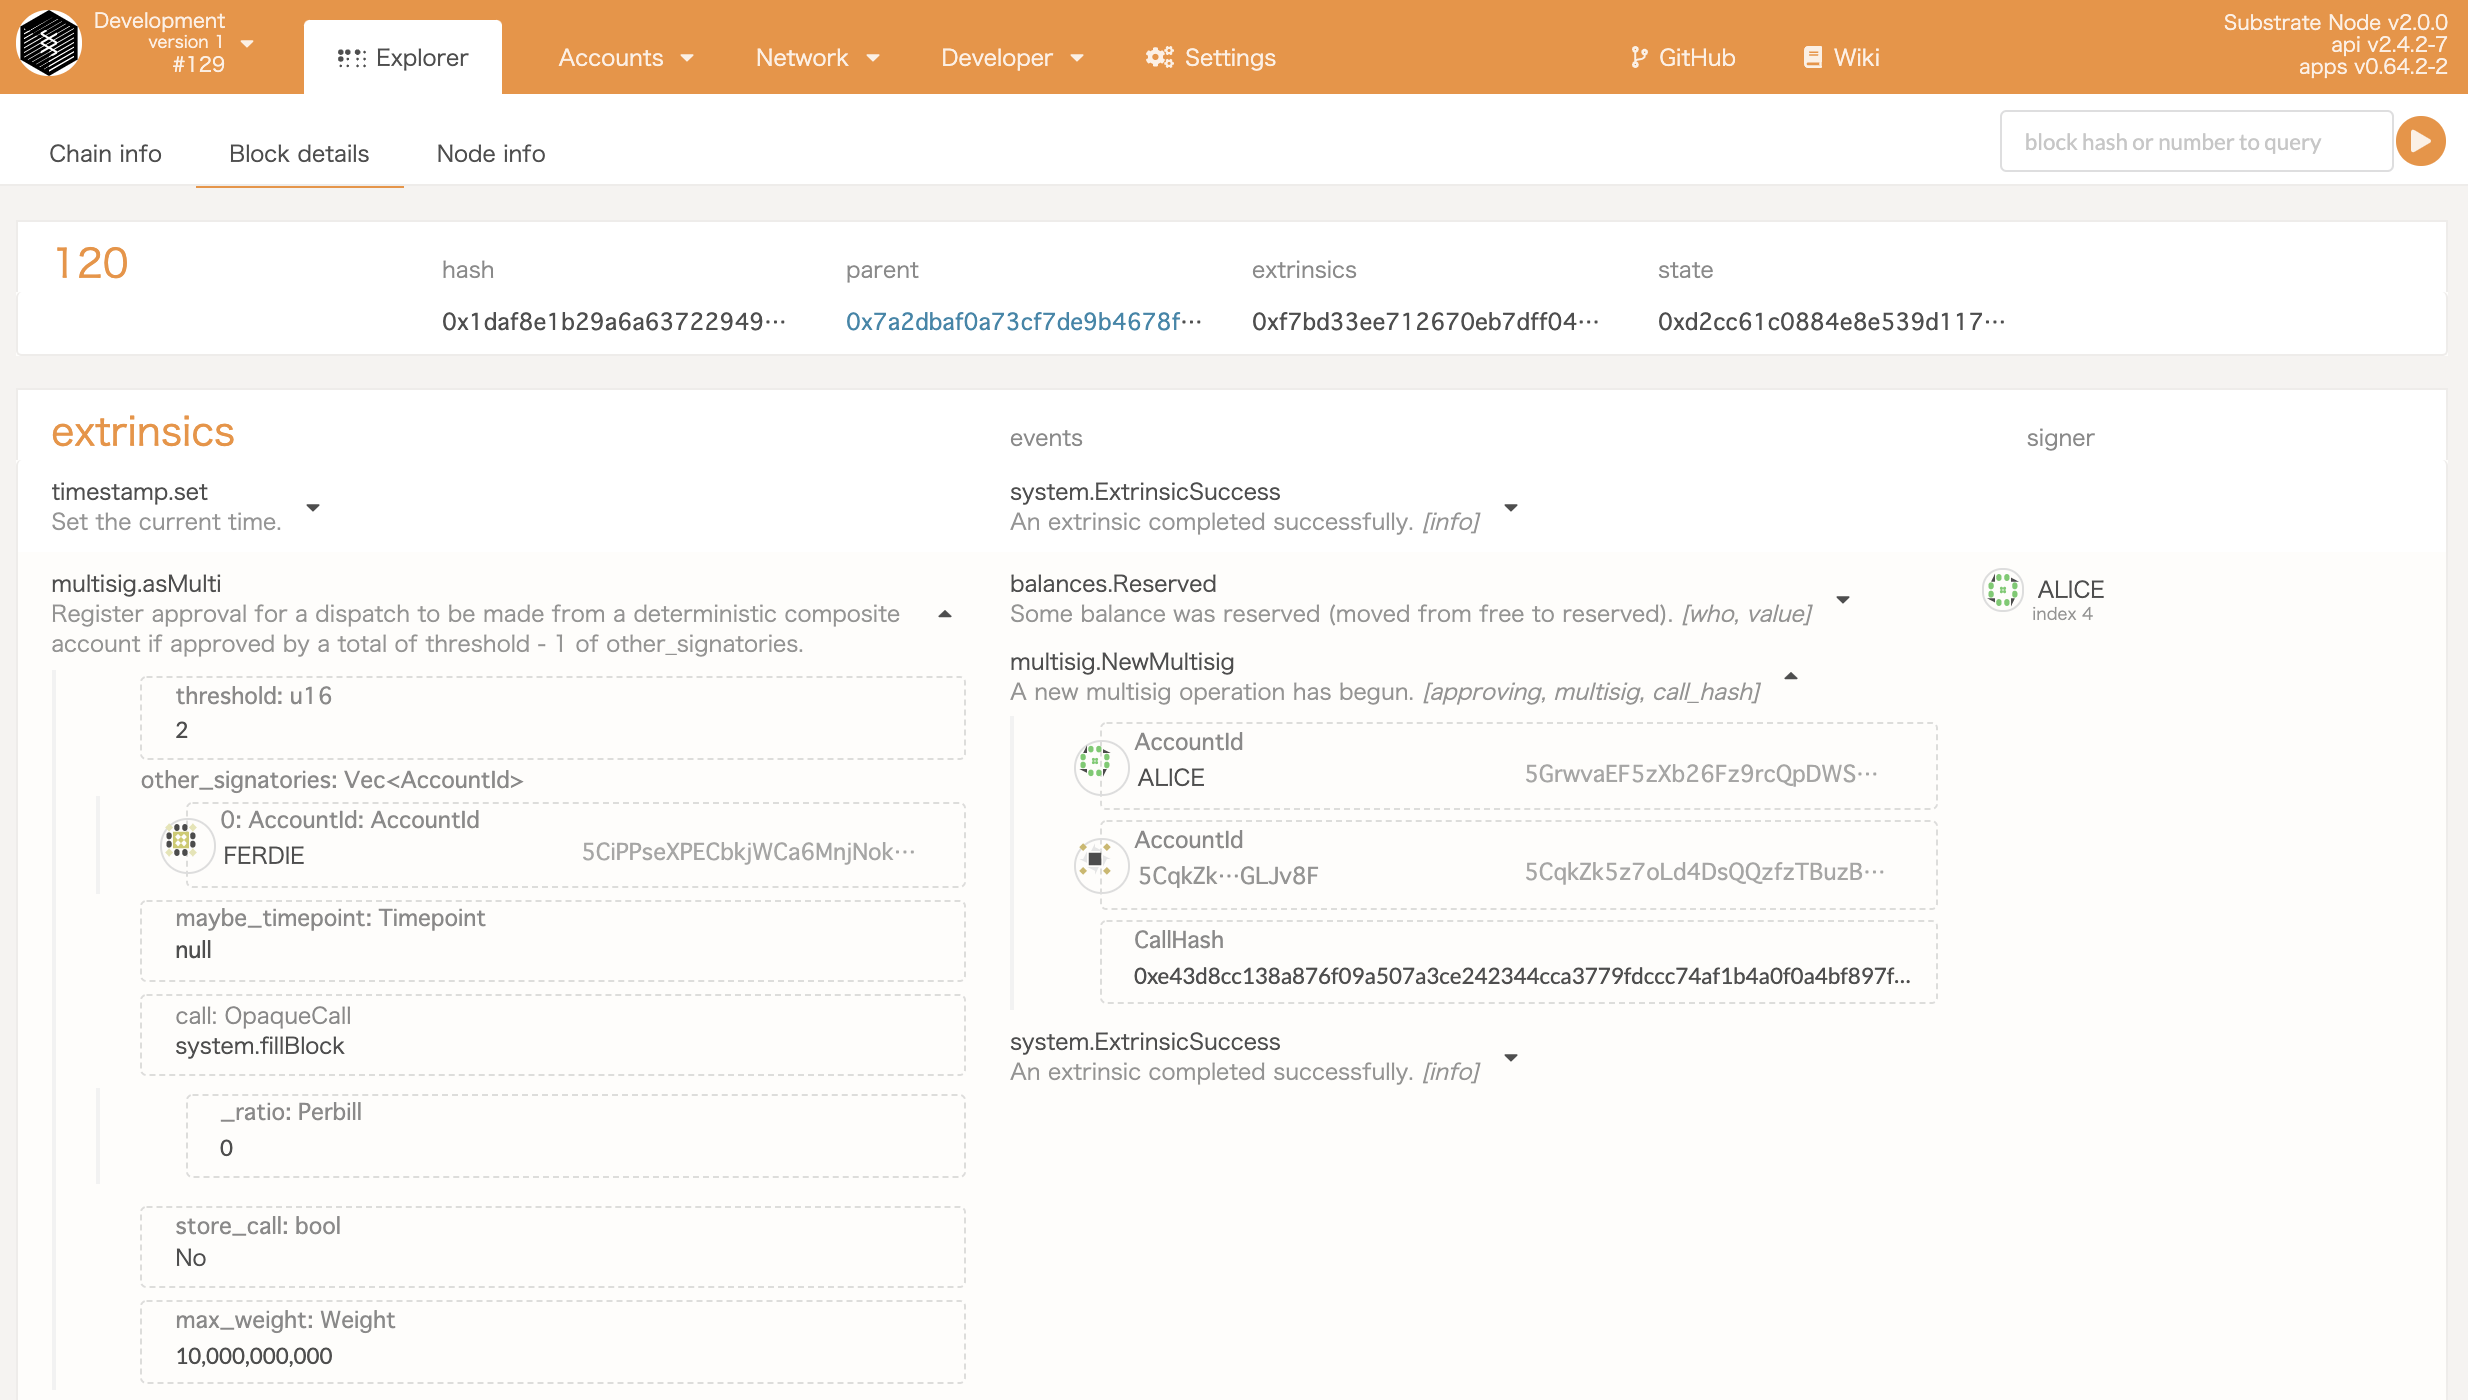 Development
version 1
#129
Explorer
Accounts
Network
Developer
Settings
GitHub
Wiki
Substrate Node v2.0.0
api v2.4.2-7
apps v0.64.2-2
Chain info
Block details
Node info
block hash or number to query
120
hash
parent
extrinsics
state
0x1daf8e1b29a6a63722949…
0x7a2dbaf0a73cf7de9b4678f…
0xf7bd33ee712670eb7dff04…
0xd2cc61c0884e8e539d117…
extrinsics
events
signer
timestamp.set
Set the current time.
system.ExtrinsicSuccess
An extrinsic completed successfully. [info]
multisig.asMulti
Register approval for a dispatch to be made from a deterministic composite
account if approved by a total of threshold - 1 of other_signatories.
threshold: u16
2
other_signatories: Vec<AccountId>
0: AccountId: AccountId
FERDIE
5CiPPseXPECbkjWCa6MnjNok…
maybe_timepoint: Timepoint
null
call: OpaqueCall
system.fillBlock
_ratio: Perbill
0
store_call: bool
No
max_weight: Weight
10,000,000,000
balances.Reserved
Some balance was reserved (moved from free to reserved). [who, value]
multisig.NewMultisig
A new multisig operation has begun. [approving, multisig, call_hash]
AccountId
ALICE
5GrwvaEF5zXb26Fz9rcQpDWS…
AccountId
5CqkZk…GLJv8F
5CqkZk5z7oLd4DsQQzfzTBuzB…
CallHash
0xe43d8cc138a876f09a507a3ce242344cca3779fdccc74af1b4a0f0a4bf897f...
system.ExtrinsicSuccess
An extrinsic completed successfully. [info]
ALICE
index 4